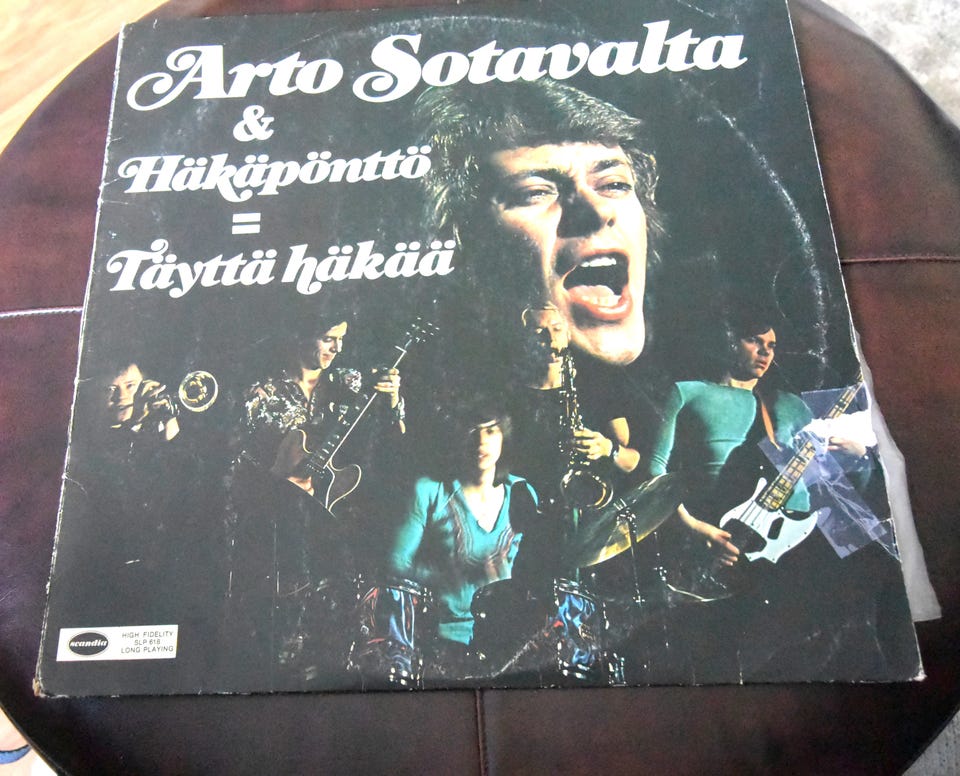 Arto Sotavalta
&
Häkäpönttö
=
Täyttä häkää
scandia
HIGH FIDELITY
SLP 618
LONG PLAYING